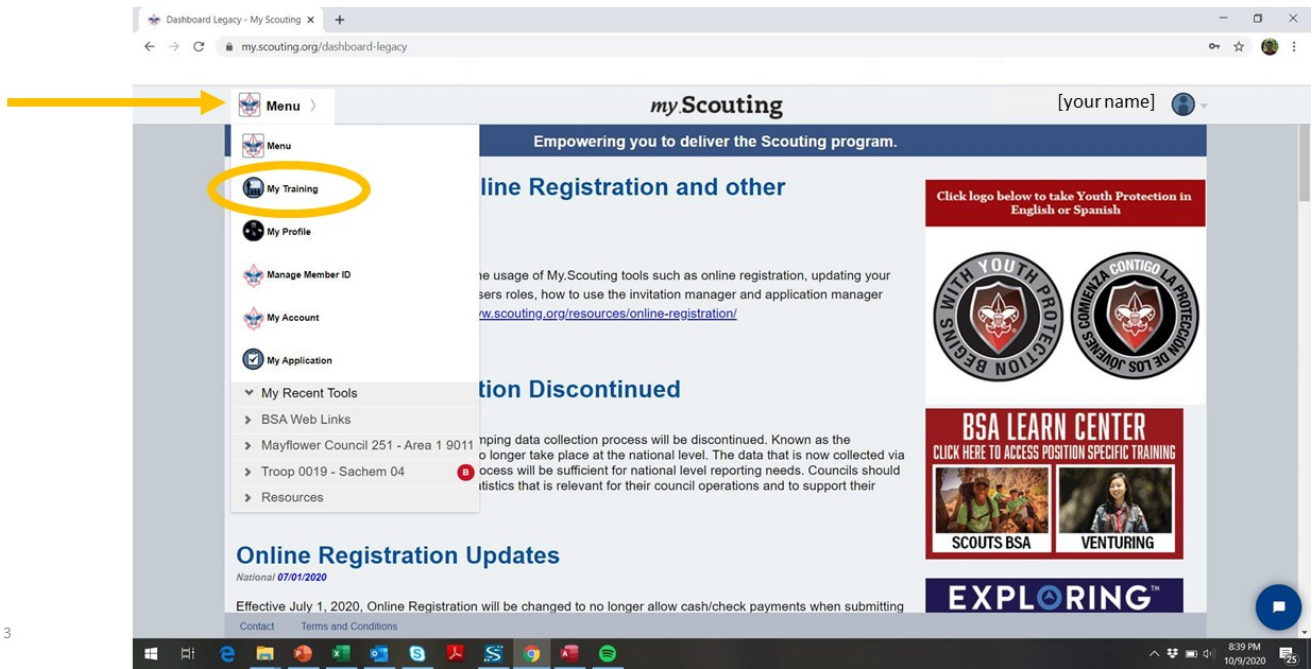 Dashboard Legacy - My Scouting
my.scouting.org/dashboard-legacy
Menu
my.Scouting
[your name]
Menu
My Training
My Profile
Manage Member ID
My Account
My Application
My Recent Tools
BSA Web Links
Mayflower Council 251 - Area 1 9011
Troop 0019 - Sachem 04 B
Resources
Empowering you to deliver the Scouting program.
line Registration and other
e usage of My.Scouting tools such as online registration, updating your
sers roles, how to use the invitation manager and application manager
w.scouting.org/resources/online-registration/
tion Discontinued
mping data collection process will be discontinued. Known as the
o longer take place at the national level. The data that is now collected via
ocess will be sufficient for national level reporting needs. Councils should
tistics that is relevant for their council operations and to support their
Online Registration Updates
National 07/01/2020
Effective July 1, 2020, Online Registration will be changed to no longer allow cash/check payments when submitting
Click logo below to take Youth Protection in
English or Spanish
YOUTH PROTECTION BEGINS WITH YOU
CONTIGO LA PROTECCIÓN DE LOS JÓVENES COMIENZA
BSA LEARN CENTER
CLICK HERE TO ACCESS POSITION SPECIFIC TRAINING
SCOUTS BSA
VENTURING
EXPLORING™
Contact Terms and Conditions
3
8:39 PM
10/9/2020
25